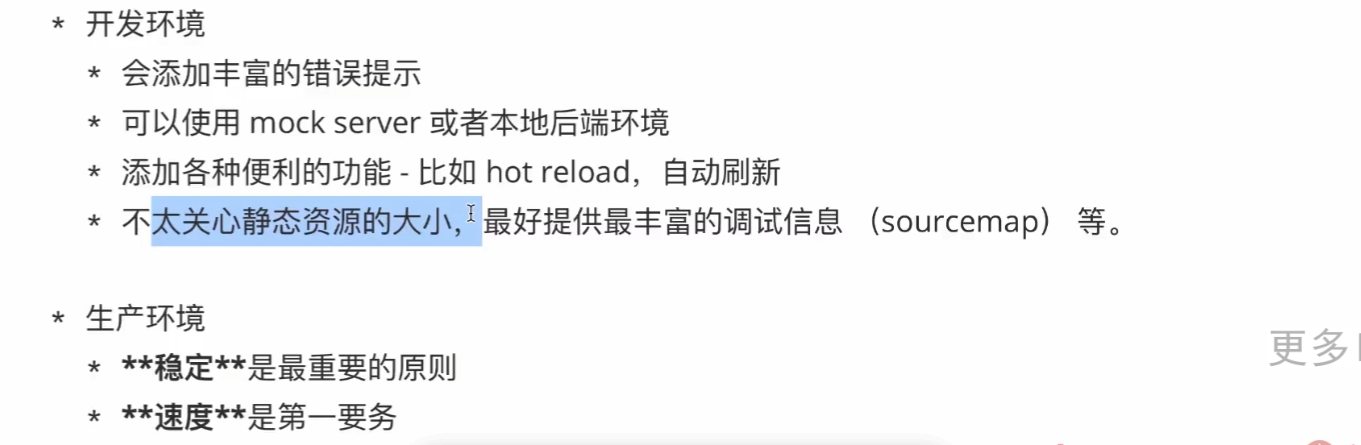 * 开发环境
* 会添加丰富的错误提示
* 可以使用 mock server 或者本地后端环境
* 添加各种便利的功能 - 比如 hot reload，自动刷新
* 不太关心静态资源的大小，最好提供最丰富的调试信息 （sourcemap） 等。
* 生产环境
* **稳定**是最重要的原则
更多
* **速度**是第一要务